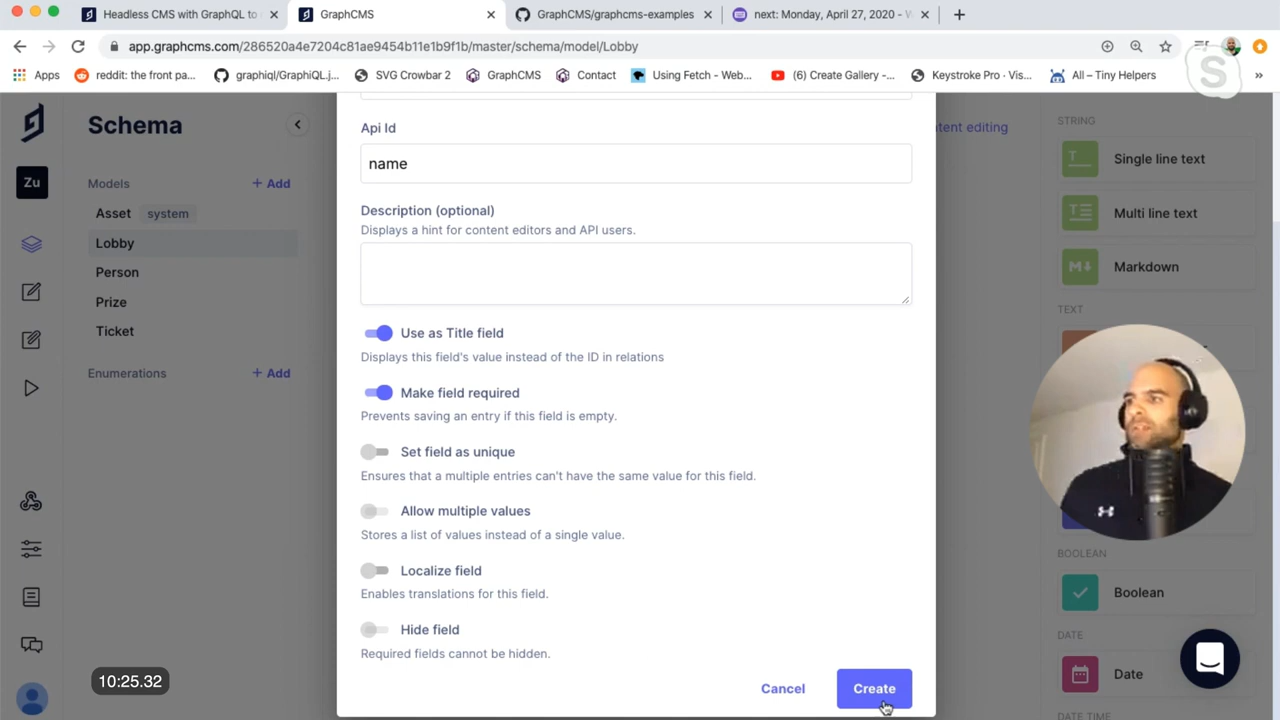 Headless CMS with GraphQL to
GraphCMS
GraphCMS/graphcms-examples
next: Monday, April 27, 2020 -
app.graphcms.com/286520a4e7204c81ae9454b11e1b9f1b/master/schema/model/Lobby
Apps
reddit: the front pa...
graphiql/GraphiQL.j...
SVG Crowbar 2
GraphCMS
Contact
Using Fetch - Web...
(6) Create Gallery -...
Keystroke Pro · Vis...
All – Tiny Helpers
»
Schema
Zu
Models
+ Add
Asset system
Lobby
Person
Prize
Ticket
Enumerations
+ Add
10:25.32
Api Id
name
Description (optional)
Displays a hint for content editors and API users.
Use as Title field
Displays this field's value instead of the ID in relations
Make field required
Prevents saving an entry if this field is empty.
Set field as unique
Ensures that a multiple entries can't have the same value for this field.
Allow multiple values
Stores a list of values instead of a single value.
Localize field
Enables translations for this field.
Hide field
Required fields cannot be hidden.
Cancel
Create
editing
STRING
Single line text
Multi line text
Markdown
TEXT
BOOLEAN
Boolean
DATE
Date
DATE TIME